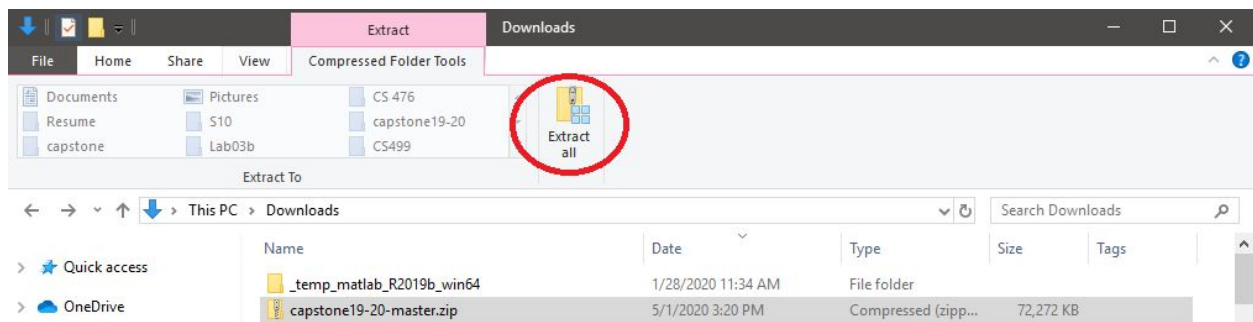 Extract Downloads
File Home Share View Compressed Folder Tools
Documents Pictures CS 476
Resume S10 capstone19-20
capstone Lab03b CS499
Extract
all
Extract To
This PC > Downloads
Search Downloads
Name Date Type Size Tags
Quick access
_temp_matlab_R2019b_win64 1/28/2020 11:34 AM File folder
OneDrive
capstone19-20-master.zip 5/1/2020 3:20 PM Compressed (zipp... 72,272 KB